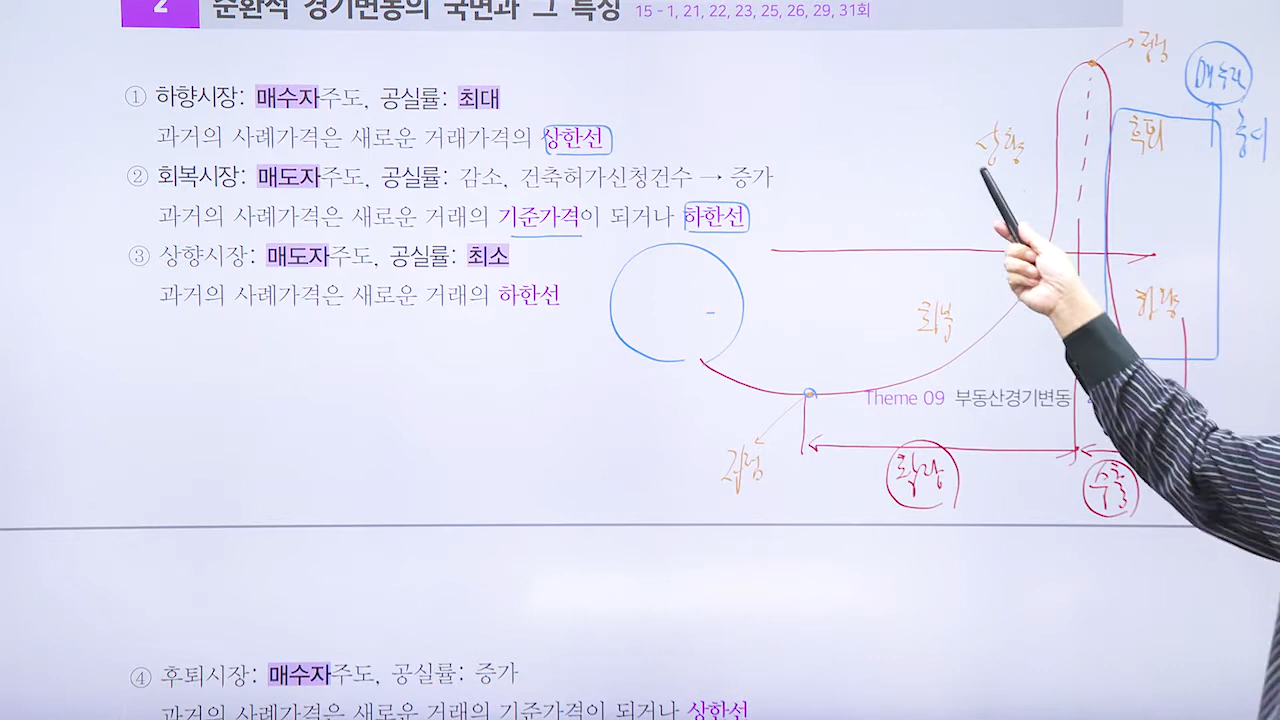 2 순환적 경기변동의 국면과 그 특징 15 - 1, 21, 22, 23, 25, 26, 29, 31회
① 하향시장: 매수자주도, 공실률: 최대
과거의 사례가격은 새로운 거래가격의 상한선
② 회복시장: 매도자주도, 공실률: 감소, 건축허가신청건수 → 증가
과거의 사례가격은 새로운 거래의 기준가격이 되거나 하한선
③ 상향시장: 매도자주도, 공실률: 최소
과거의 사례가격은 새로운 거래의 하한선
정점
매수자
후퇴
중시
상향
하향
회복
Theme 09 부동산경기변동
저점
확장
수축
④ 후퇴시장: 매수자주도, 공실률: 증가
과거의 사례가격은 새로운 거래의 기준가격이 되거나 상한선